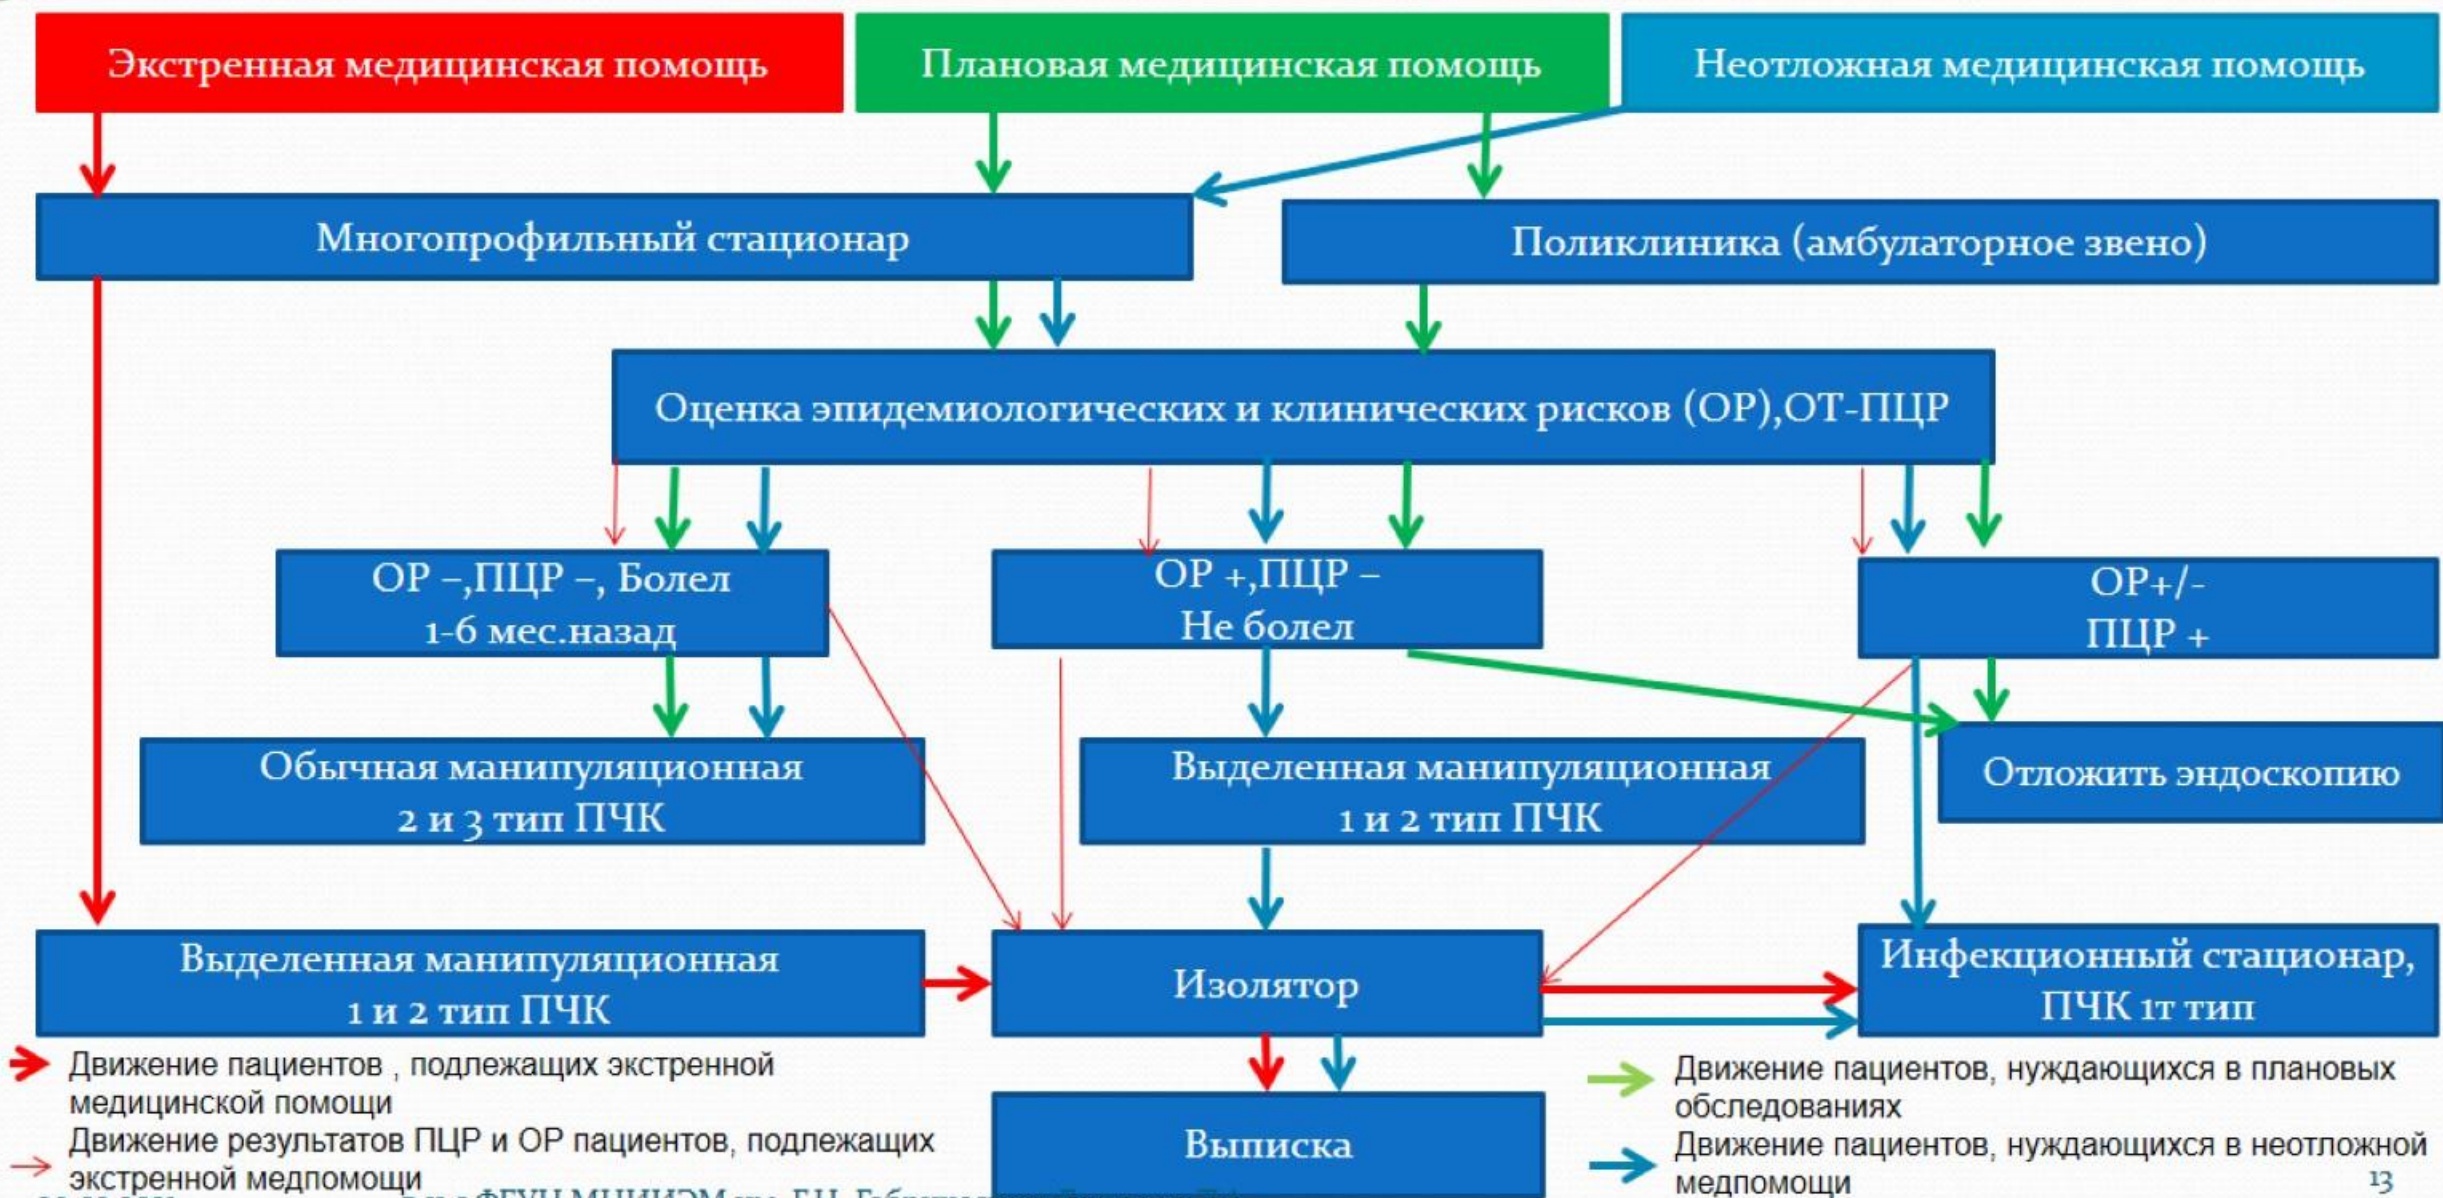 Экстренная медицинская помощь
Плановая медицинская помощь
Неотложная медицинская помощь
Многопрофильный стационар
Поликлиника (амбулаторное звено)
Оценка эпидемиологических и клинических рисков (ОР),ОТ-ПЦР
ОР –,ПЦР –, Болел
1-6 мес.назад
ОР +,ПЦР –
Не болел
ОР+/-
ПЦР +
Обычная манипуляционная
2 и 3 тип ПЧК
Выделенная манипуляционная
1 и 2 тип ПЧК
Отложить эндоскопию
Выделенная манипуляционная
1 и 2 тип ПЧК
Изолятор
Инфекционный стационар,
ПЧК 1т тип
Выписка
Движение пациентов , подлежащих экстренной
медицинской помощи
Движение результатов ПЦР и ОР пациентов, подлежащих
экстренной медпомощи
Движение пациентов, нуждающихся в плановых
обследованиях
Движение пациентов, нуждающихся в неотложной
медпомощи
13